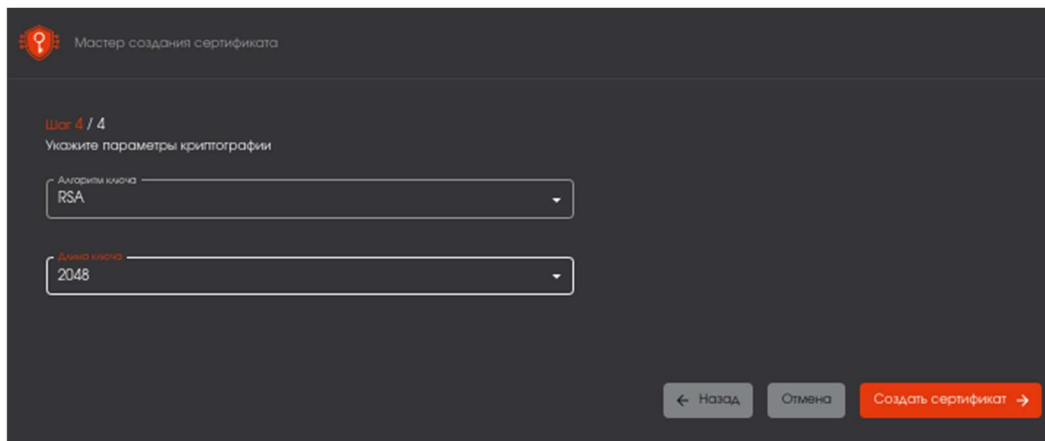 Мастер создания сертификата
Шаг 4 / 4
Укажите параметры криптографии
Алгоритм ключа
RSA
Длина ключа
2048
← Назад
Отмена
Создать сертификат →